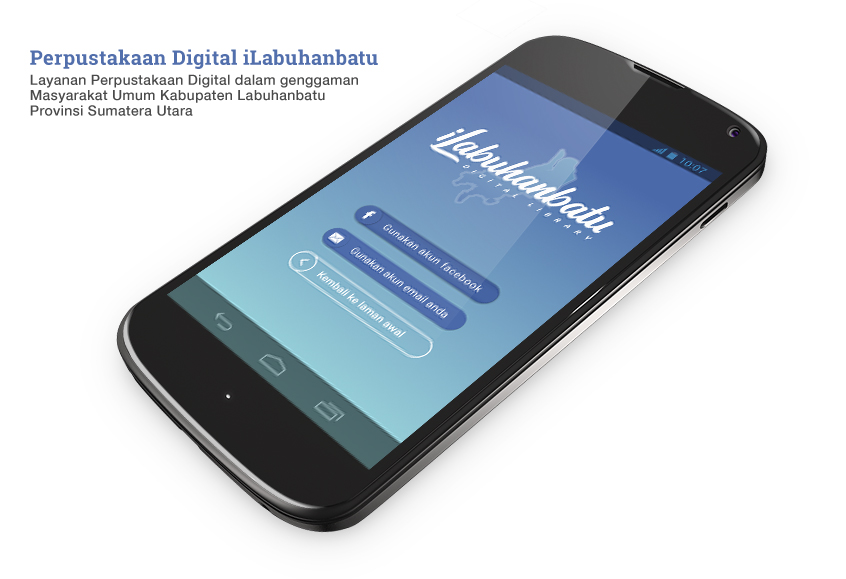 Perpustakaan Digital iLabuhanbatu
Layanan Perpustakaan Digital dalam genggaman
Masyarakat Umum Kabupaten Labuhanbatu
Provinsi Sumatera Utara
10:07
iLabuhanbatu
DIGITAL LIBRARY
f
Gunakan akun facebook
Gunakan akun email anda
Kembali ke laman awal